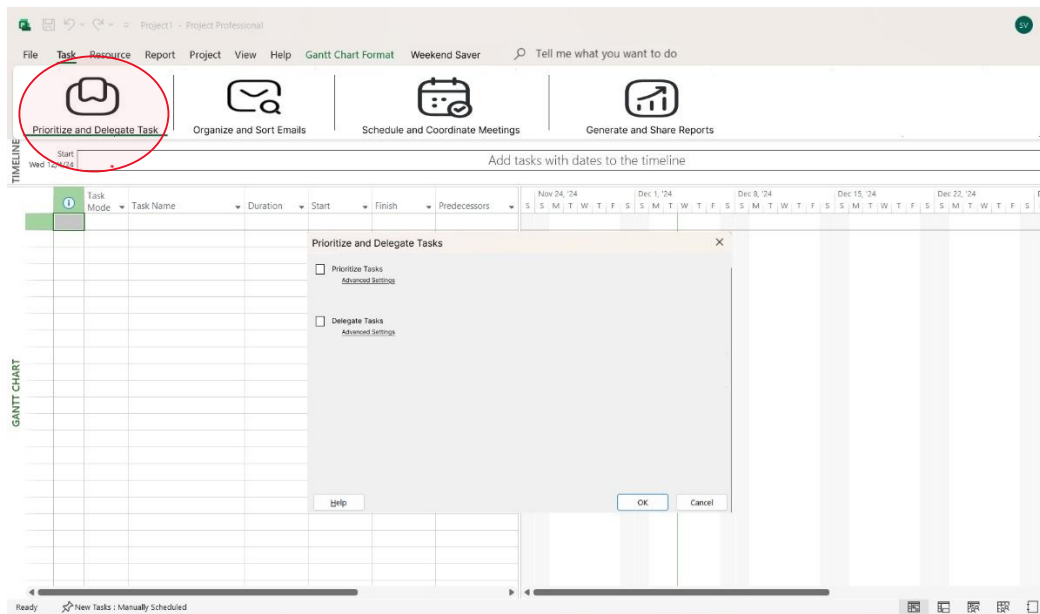 Project1 - Project Professional
SV
File Task Resource Report Project View Help Gantt Chart Format Weekend Saver Tell me what you want to do
Prioritize and Delegate Task Organize and Sort Emails Schedule and Coordinate Meetings Generate and Share Reports
TIMELINE
Start
Wed 12/4/24
Add tasks with dates to the timeline
Task Mode Task Name Duration Start Finish Predecessors
Nov 24, '24 Dec 1, '24 Dec 8, '24 Dec 15, '24 Dec 22, '24
S S M T W T F S S M T W T F S S M T W T F S S M T W T F S S M T W T F S
Prioritize and Delegate Tasks
Prioritize Tasks
Advanced Settings
Delegate Tasks
Advanced Settings
GANTT CHART
Help OK Cancel
Ready New Tasks : Manually Scheduled